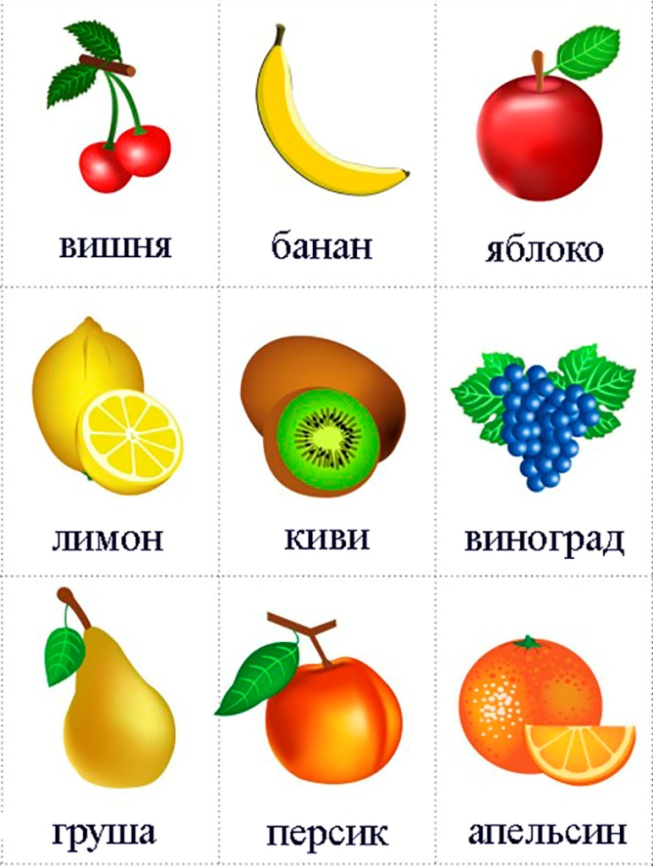 вишня
банан
яблоко
лимон
киви
виноград
груша
персик
апельсин